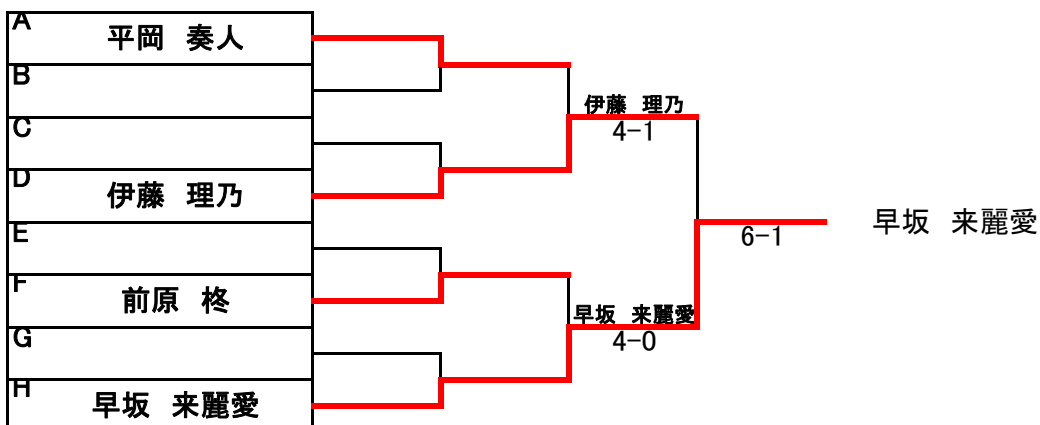 A
平岡　奏人
B
伊藤　理乃
C
4-1
D
伊藤　理乃
早坂　来麗愛
E
6-1
F
前原　柊
早坂　来麗愛
G
4-0
H
早坂　来麗愛